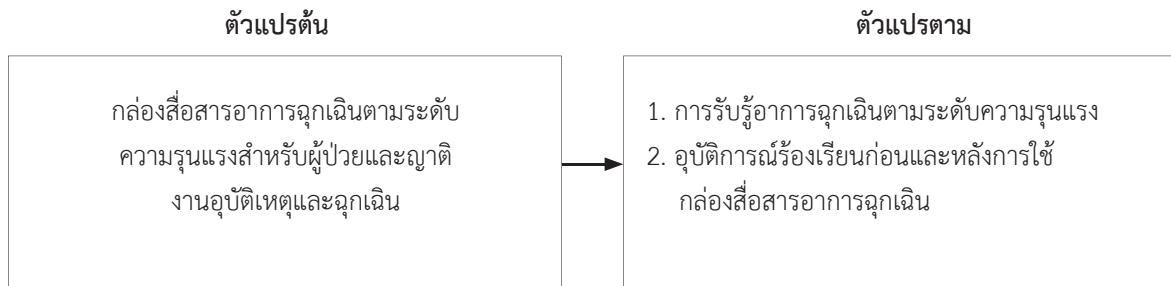 ตัวแปรต้น
กล่องสื่อสารอาการฉุกเฉินตามระดับ
ความรุนแรงสำหรับผู้ป่วยและญาติ
งานอุบัติเหตุและฉุกเฉิน
ตัวแปรตาม
1. การรับรู้อาการฉุกเฉินตามระดับความรุนแรง
2. อุบัติการณ์ร้องเรียนก่อนและหลังการใช้
กล่องสื่อสารอาการฉุกเฉิน